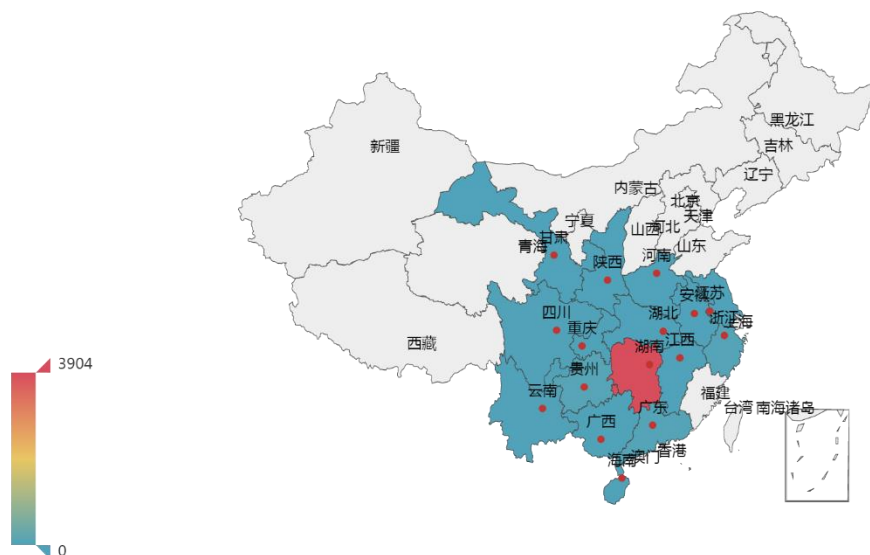 黑龙江
新疆
吉林
辽宁
内蒙古
北京
天津
宁夏
山西
河北
甘肃
青海
山东
河南
陕西
四川
湖北
安徽
江苏
浙江
上海
重庆
西藏
湖南
江西
3904
贵州
云南
福建
广东
台湾
南海诸岛
广西
海南
澳门
香港
0